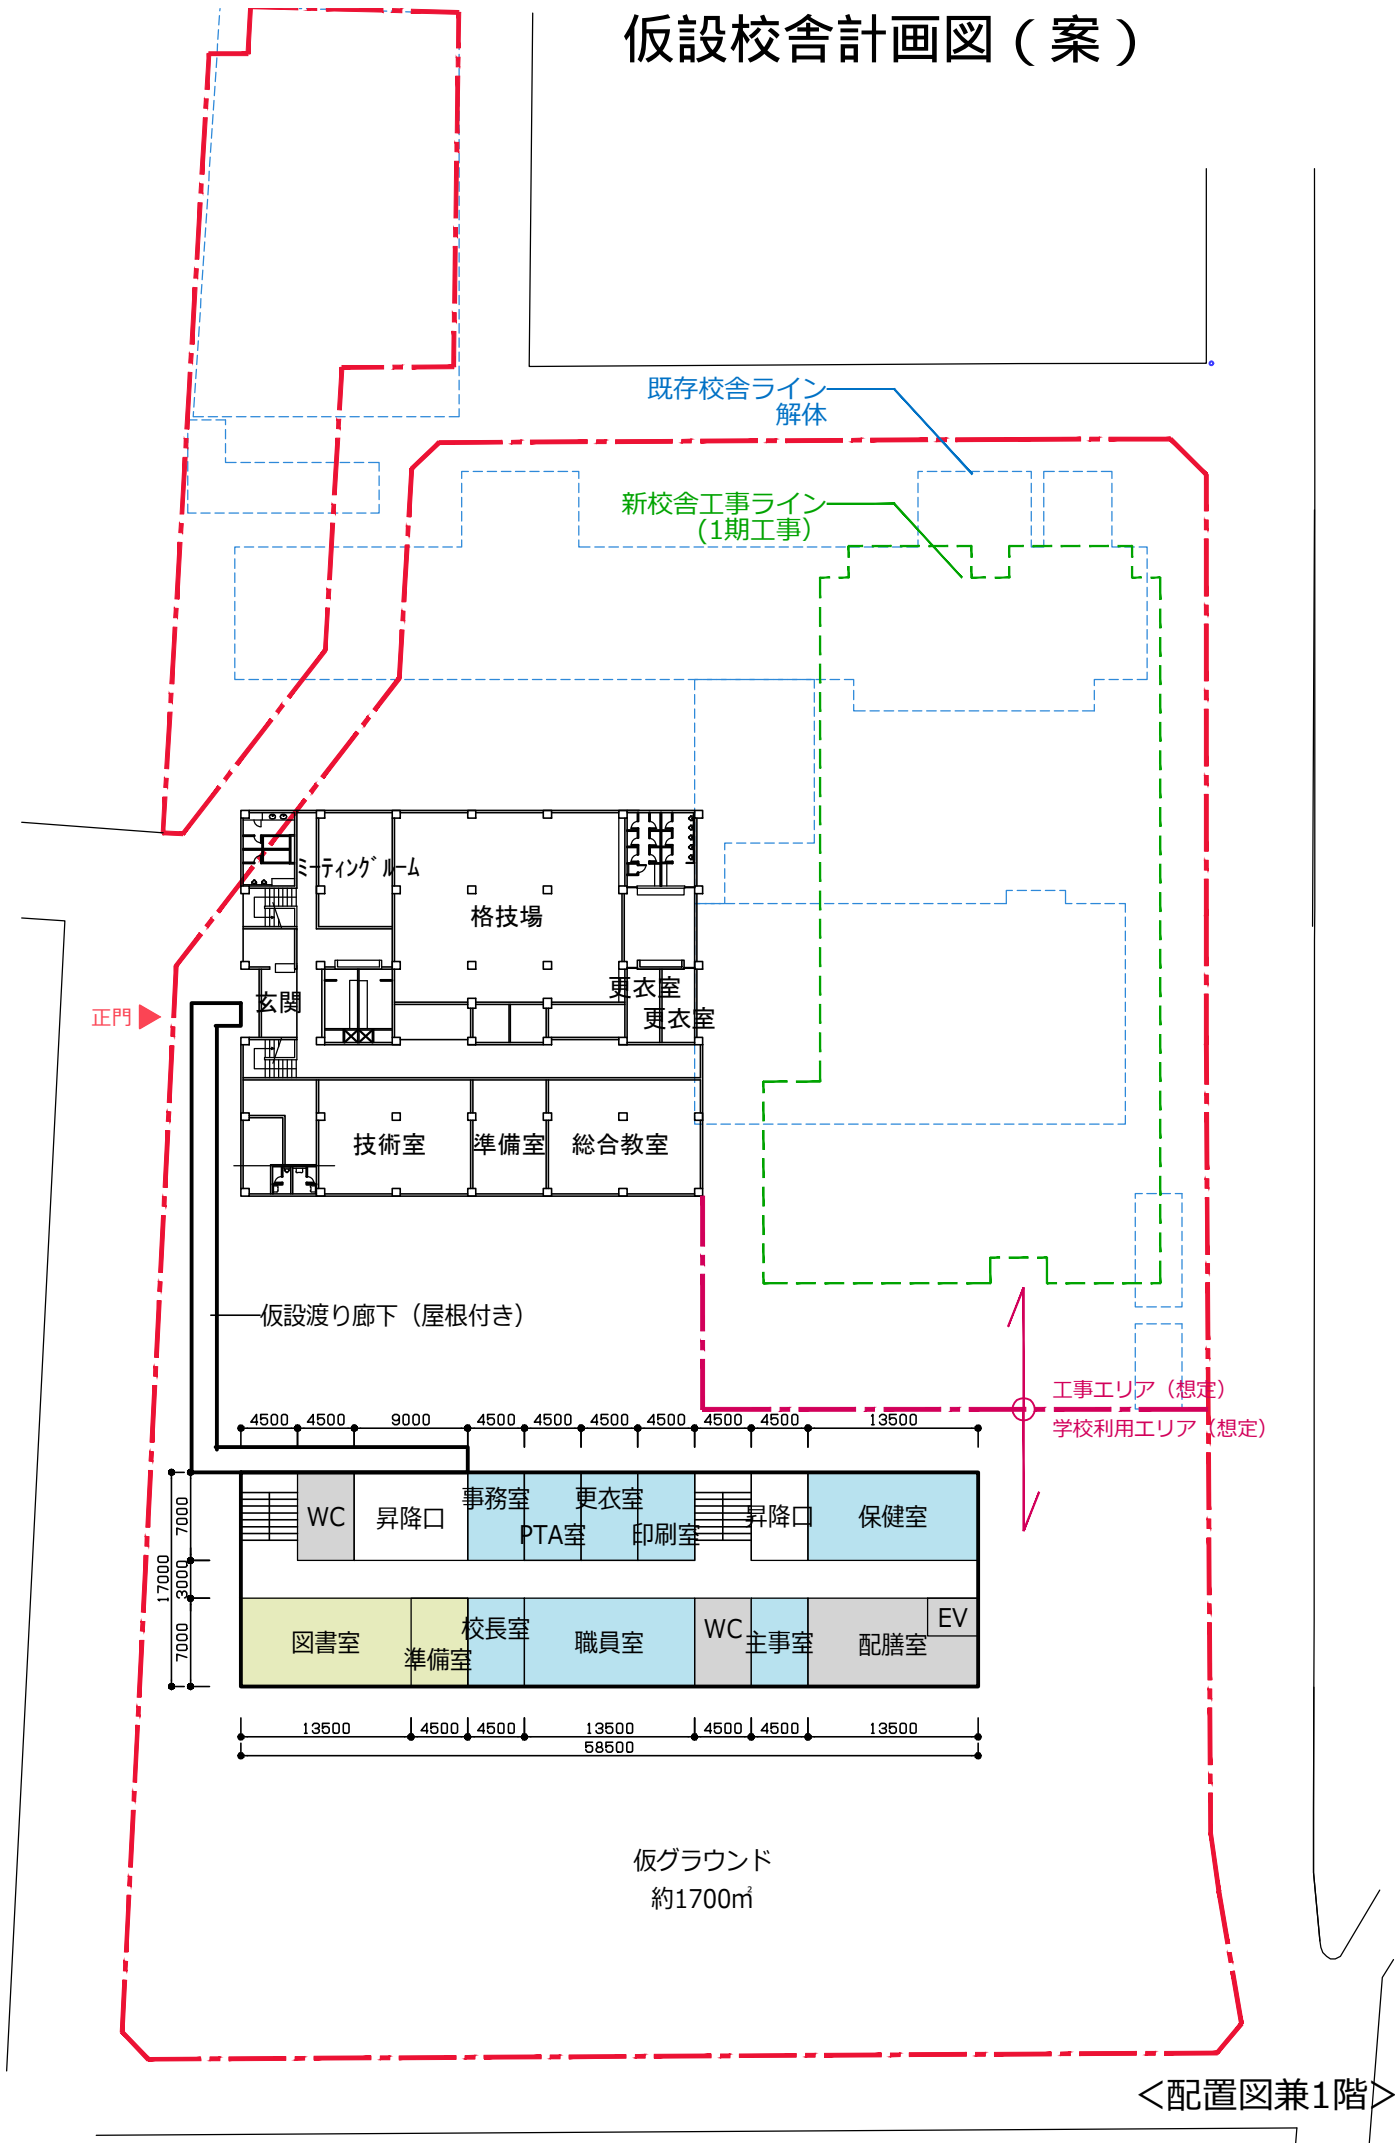 仮設校舎計画図（案）
既存校舎ライン
解体
新校舎工事ライン
(1期工事）
ミーティングルーム
格技場
更衣室
更衣室
玄関
正門
技術室
準備室
総合教室
仮設渡り廊下（屋根付き）
工事エリア（想定）
学校利用エリア（想定）
4500 4500 9000 4500 4500 4500 4500 4500 4500 13500
7000
3000
7000
17000
WC
昇降口
事務室
PTA室
更衣室
印刷室
昇降口
保健室
図書室
準備室
校長室
職員室
WC
主事室
配膳室
EV
13500 4500 4500 13500 4500 4500 13500
58500
仮グラウンド
約1700㎡
＜配置図兼1階＞